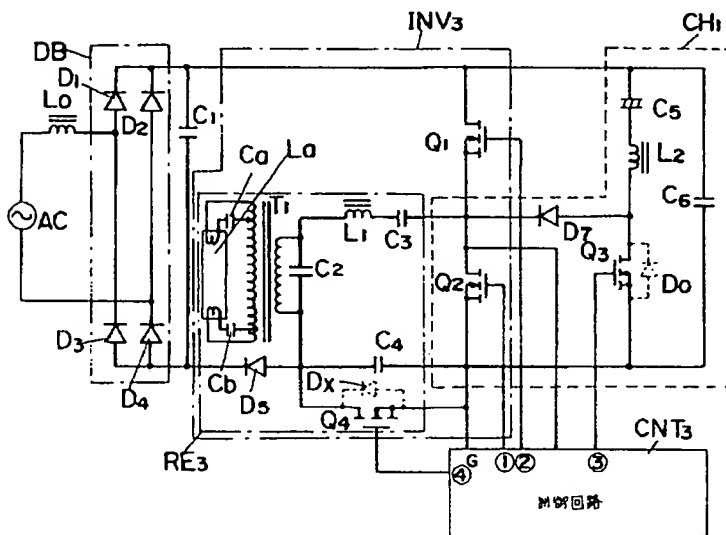 INV3
CH1
DB
D1
L0
D2
C1
Ca
La
T1
Q1
C5
L2
C6
L1
C3
D7
Q3
AC
C2
Q2
Do
D3
C4
Cb
Dx
D4
D5
Q4
RE3
CNT3
④
G
①
②
③
制御回路